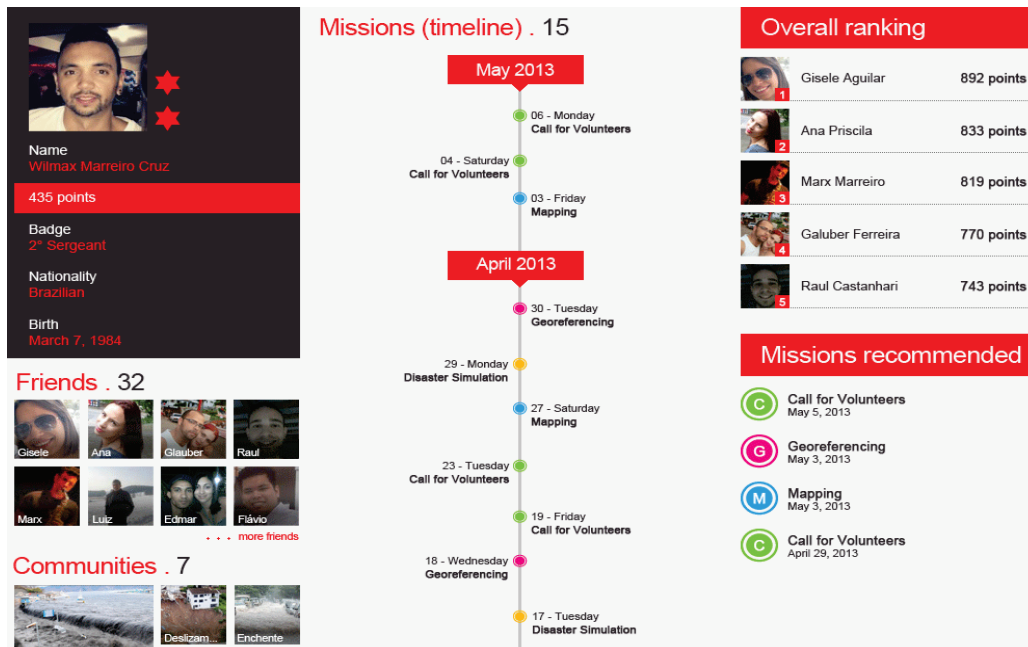 Name
Wilmax Marreiro Cruz
435 points
Badge
2° Sergeant
Nationality
Brazilian
Birth
March 7, 1984
Friends . 32
Gisele
Ana
Glauber
Raul
Marx
Luiz
Edmar
Flávio
. . . more friends
Communities . 7
Deslizam...
Enchente
Missions (timeline) . 15
May 2013
06 - Monday
Call for Volunteers
04 - Saturday
Call for Volunteers
03 - Friday
Mapping
April 2013
30 - Tuesday
Georeferencing
29 - Monday
Disaster Simulation
27 - Saturday
Mapping
23 - Tuesday
Call for Volunteers
19 - Friday
Call for Volunteers
18 - Wednesday
Georeferencing
17 - Tuesday
Disaster Simulation
Overall ranking
1 Gisele Aguilar 892 points
2 Ana Priscila 833 points
3 Marx Marreiro 819 points
4 Galuber Ferreira 770 points
5 Raul Castanhari 743 points
Missions recommended
C Call for Volunteers
May 5, 2013
G Georeferencing
May 3, 2013
M Mapping
May 3, 2013
C Call for Volunteers
April 29, 2013